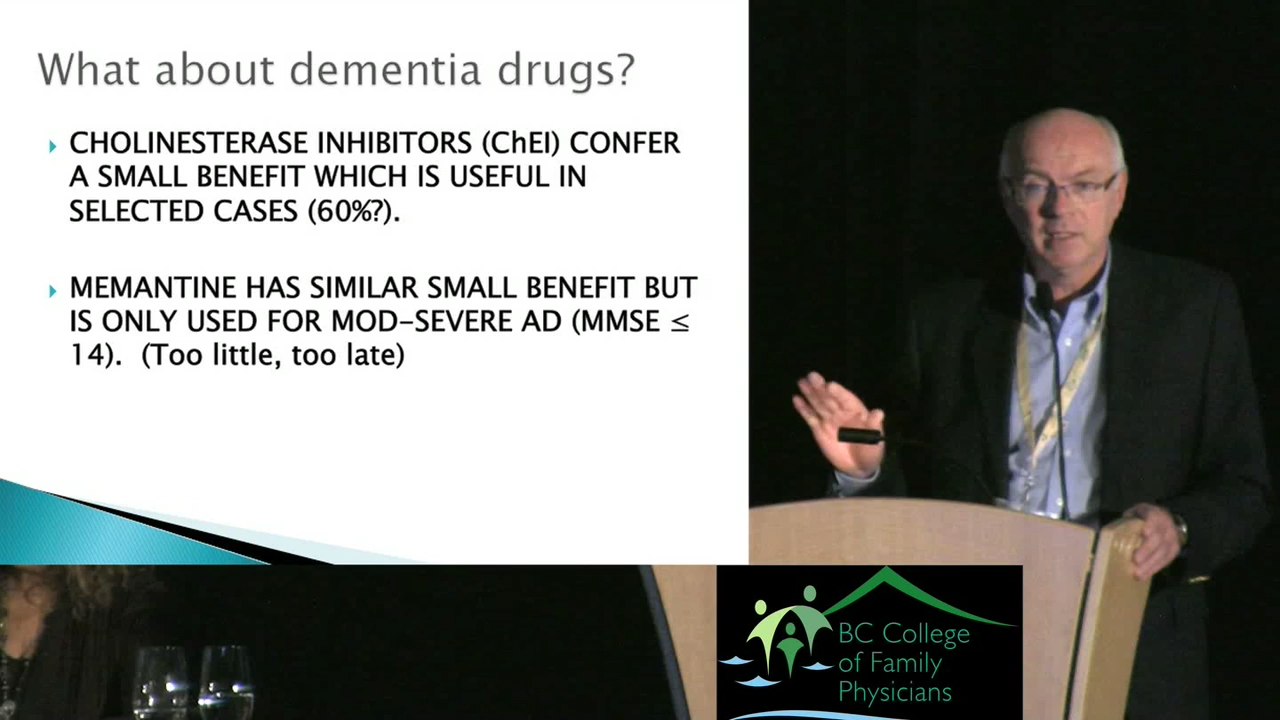 What about dementia drugs?
CHOLINESTERASE INHIBITORS (ChEI) CONFER
A SMALL BENEFIT WHICH IS USEFUL IN
SELECTED CASES (60%?).
MEMANTINE HAS SIMILAR SMALL BENEFIT BUT
IS ONLY USED FOR MOD-SEVERE AD (MMSE ≤
14). (Too little, too late)
BC College
of Family
Physicians